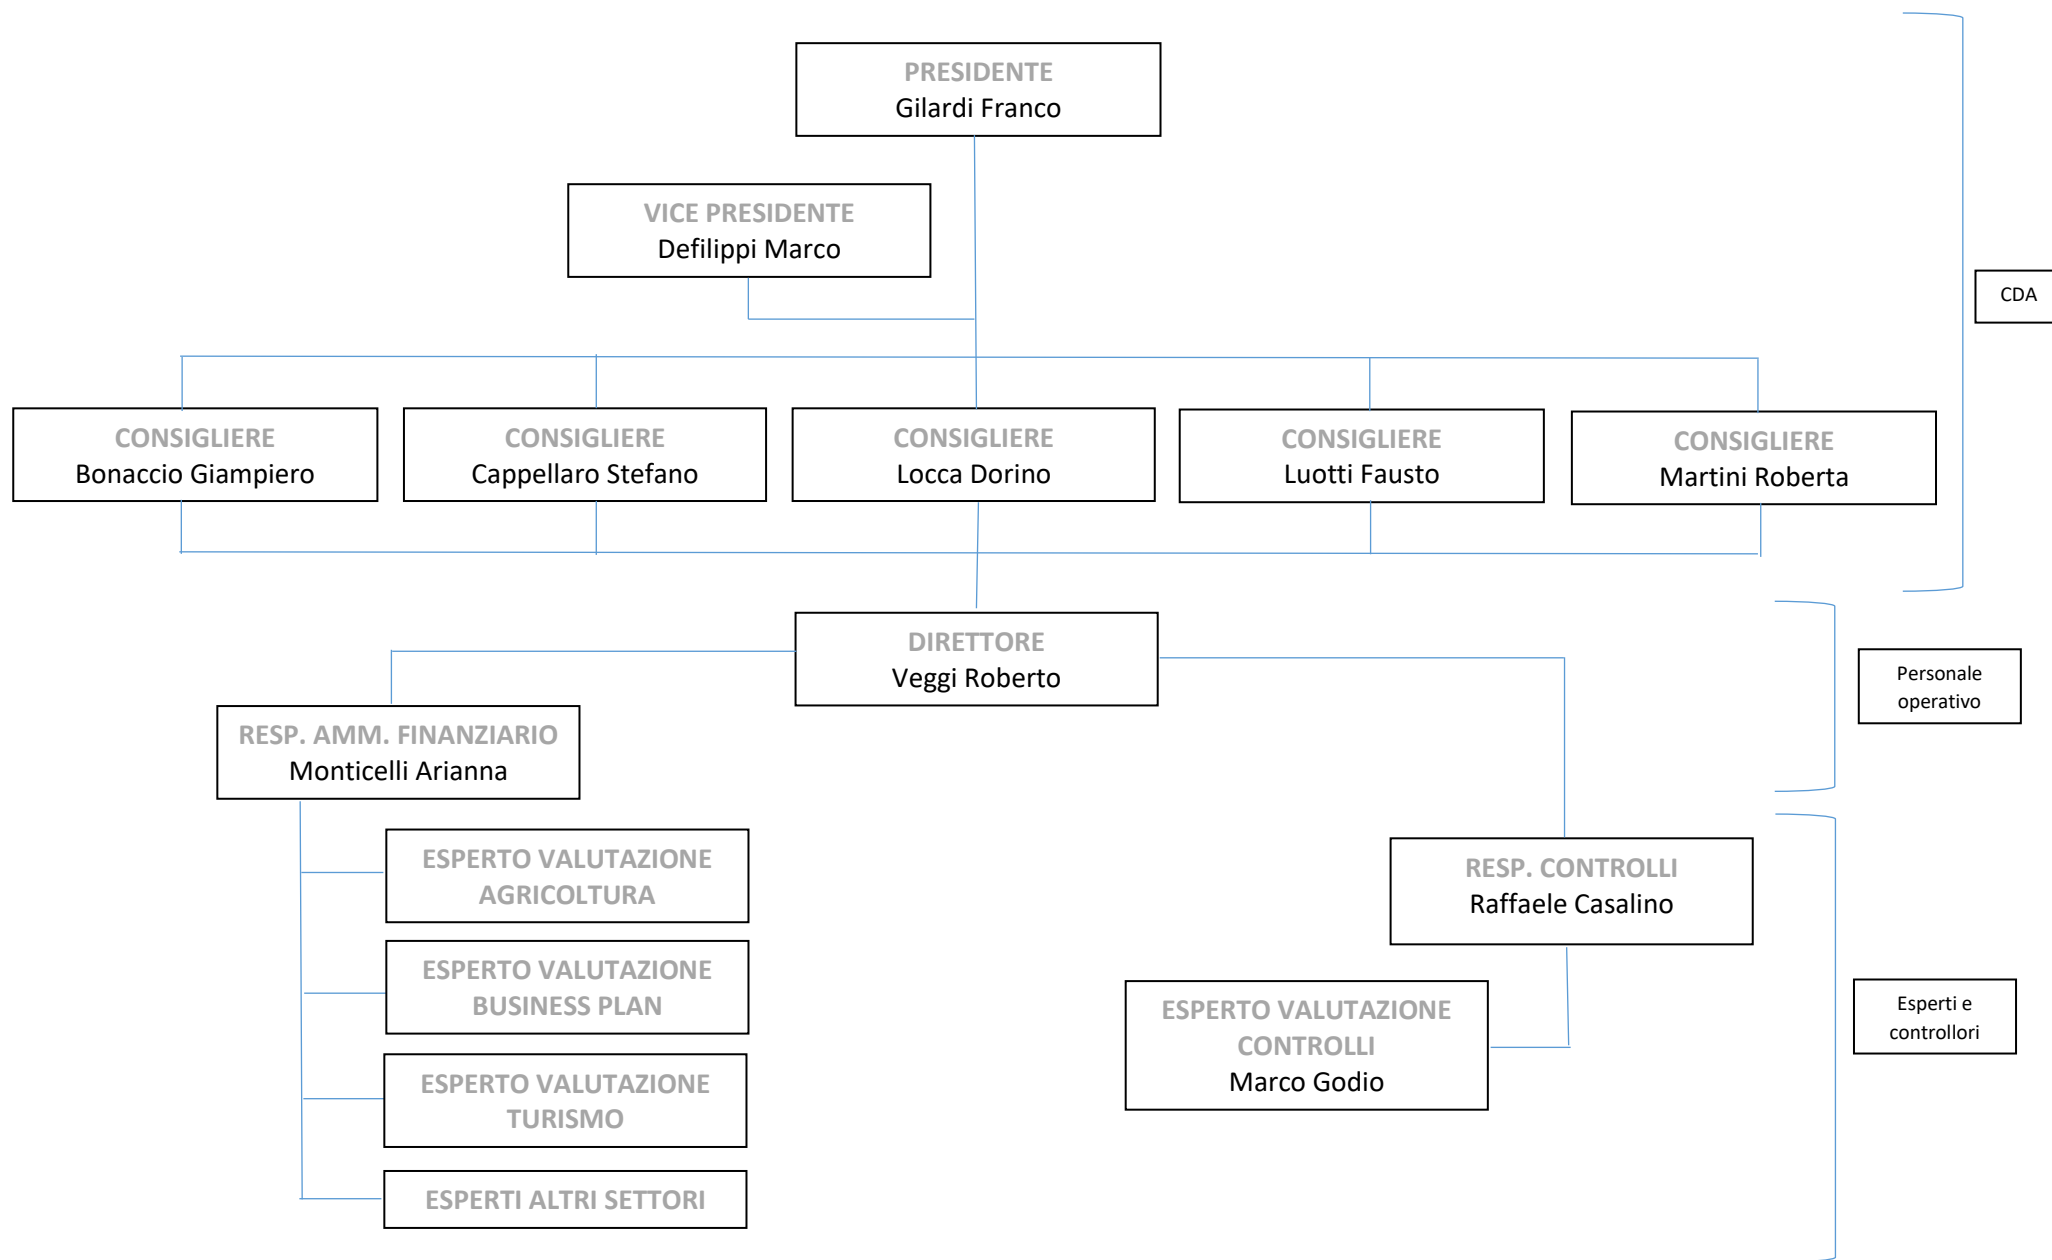 PRESIDENTE
Gilardi Franco
VICE PRESIDENTE
Defilippi Marco
CDA
CONSIGLIERE
Bonaccio Giampiero
CONSIGLIERE
Cappellaro Stefano
CONSIGLIERE
Locca Dorino
CONSIGLIERE
Luotti Fausto
CONSIGLIERE
Martini Roberta
DIRETTORE
Veggi Roberto
Personale
operativo
RESP. AMM. FINANZIARIO
Monticelli Arianna
ESPERTO VALUTAZIONE
AGRICOLTURA
ESPERTO VALUTAZIONE
BUSINESS PLAN
ESPERTO VALUTAZIONE
TURISMO
ESPERTI ALTRI SETTORI
RESP. CONTROLLI
Raffaele Casalino
ESPERTO VALUTAZIONE
CONTROLLI
Marco Godio
Esperti e
controllori